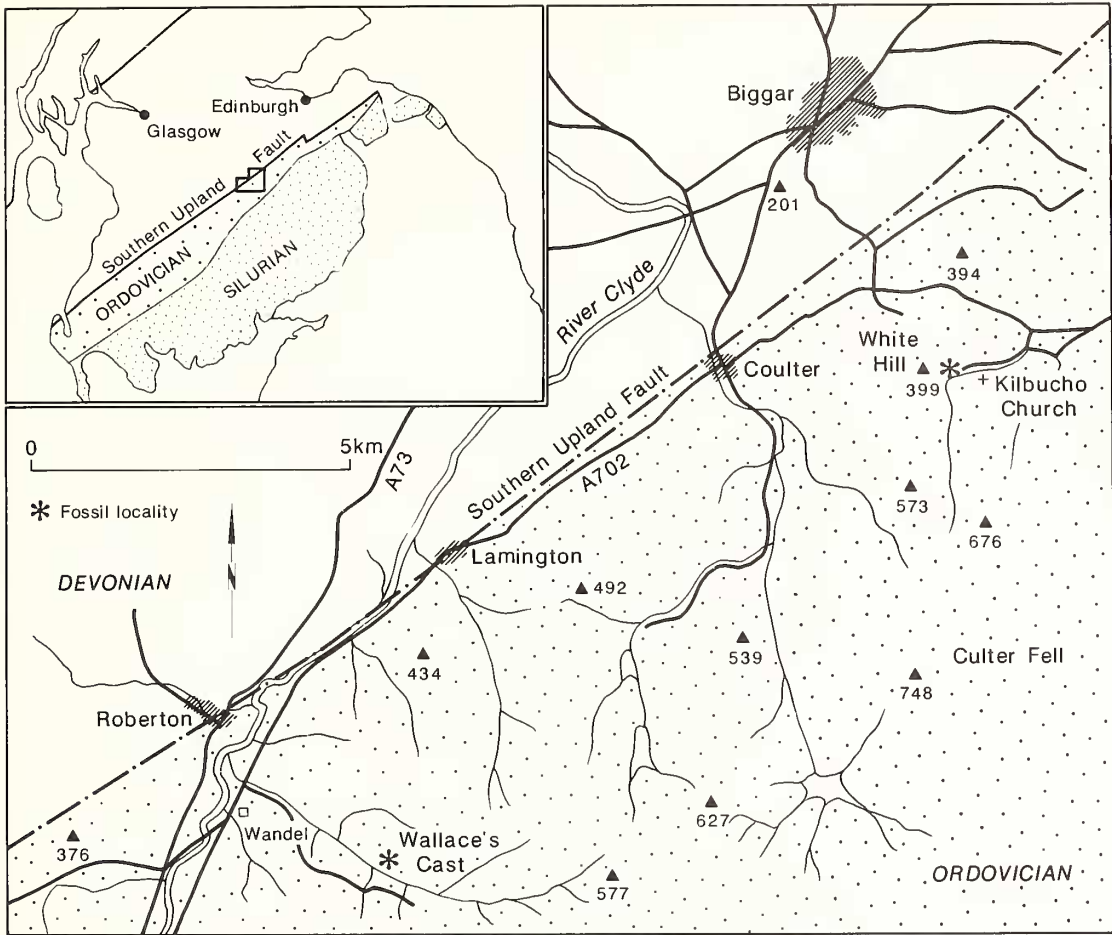 Edinburgh
Glasgow
Southern Upland Fault
ORDOVICIAN
SILURIAN
Biggar
201
394
River Clyde
White
Hill
399
Kilbucho
Church
Coulter
Southern Upland Fault
A702
A73
0
5km
Fossil locality
N
DEVONIAN
573
676
Lamington
492
539
434
Culter Fell
748
Roberton
627
Wandel
376
Wallace's
Cast
577
ORDOVICIAN